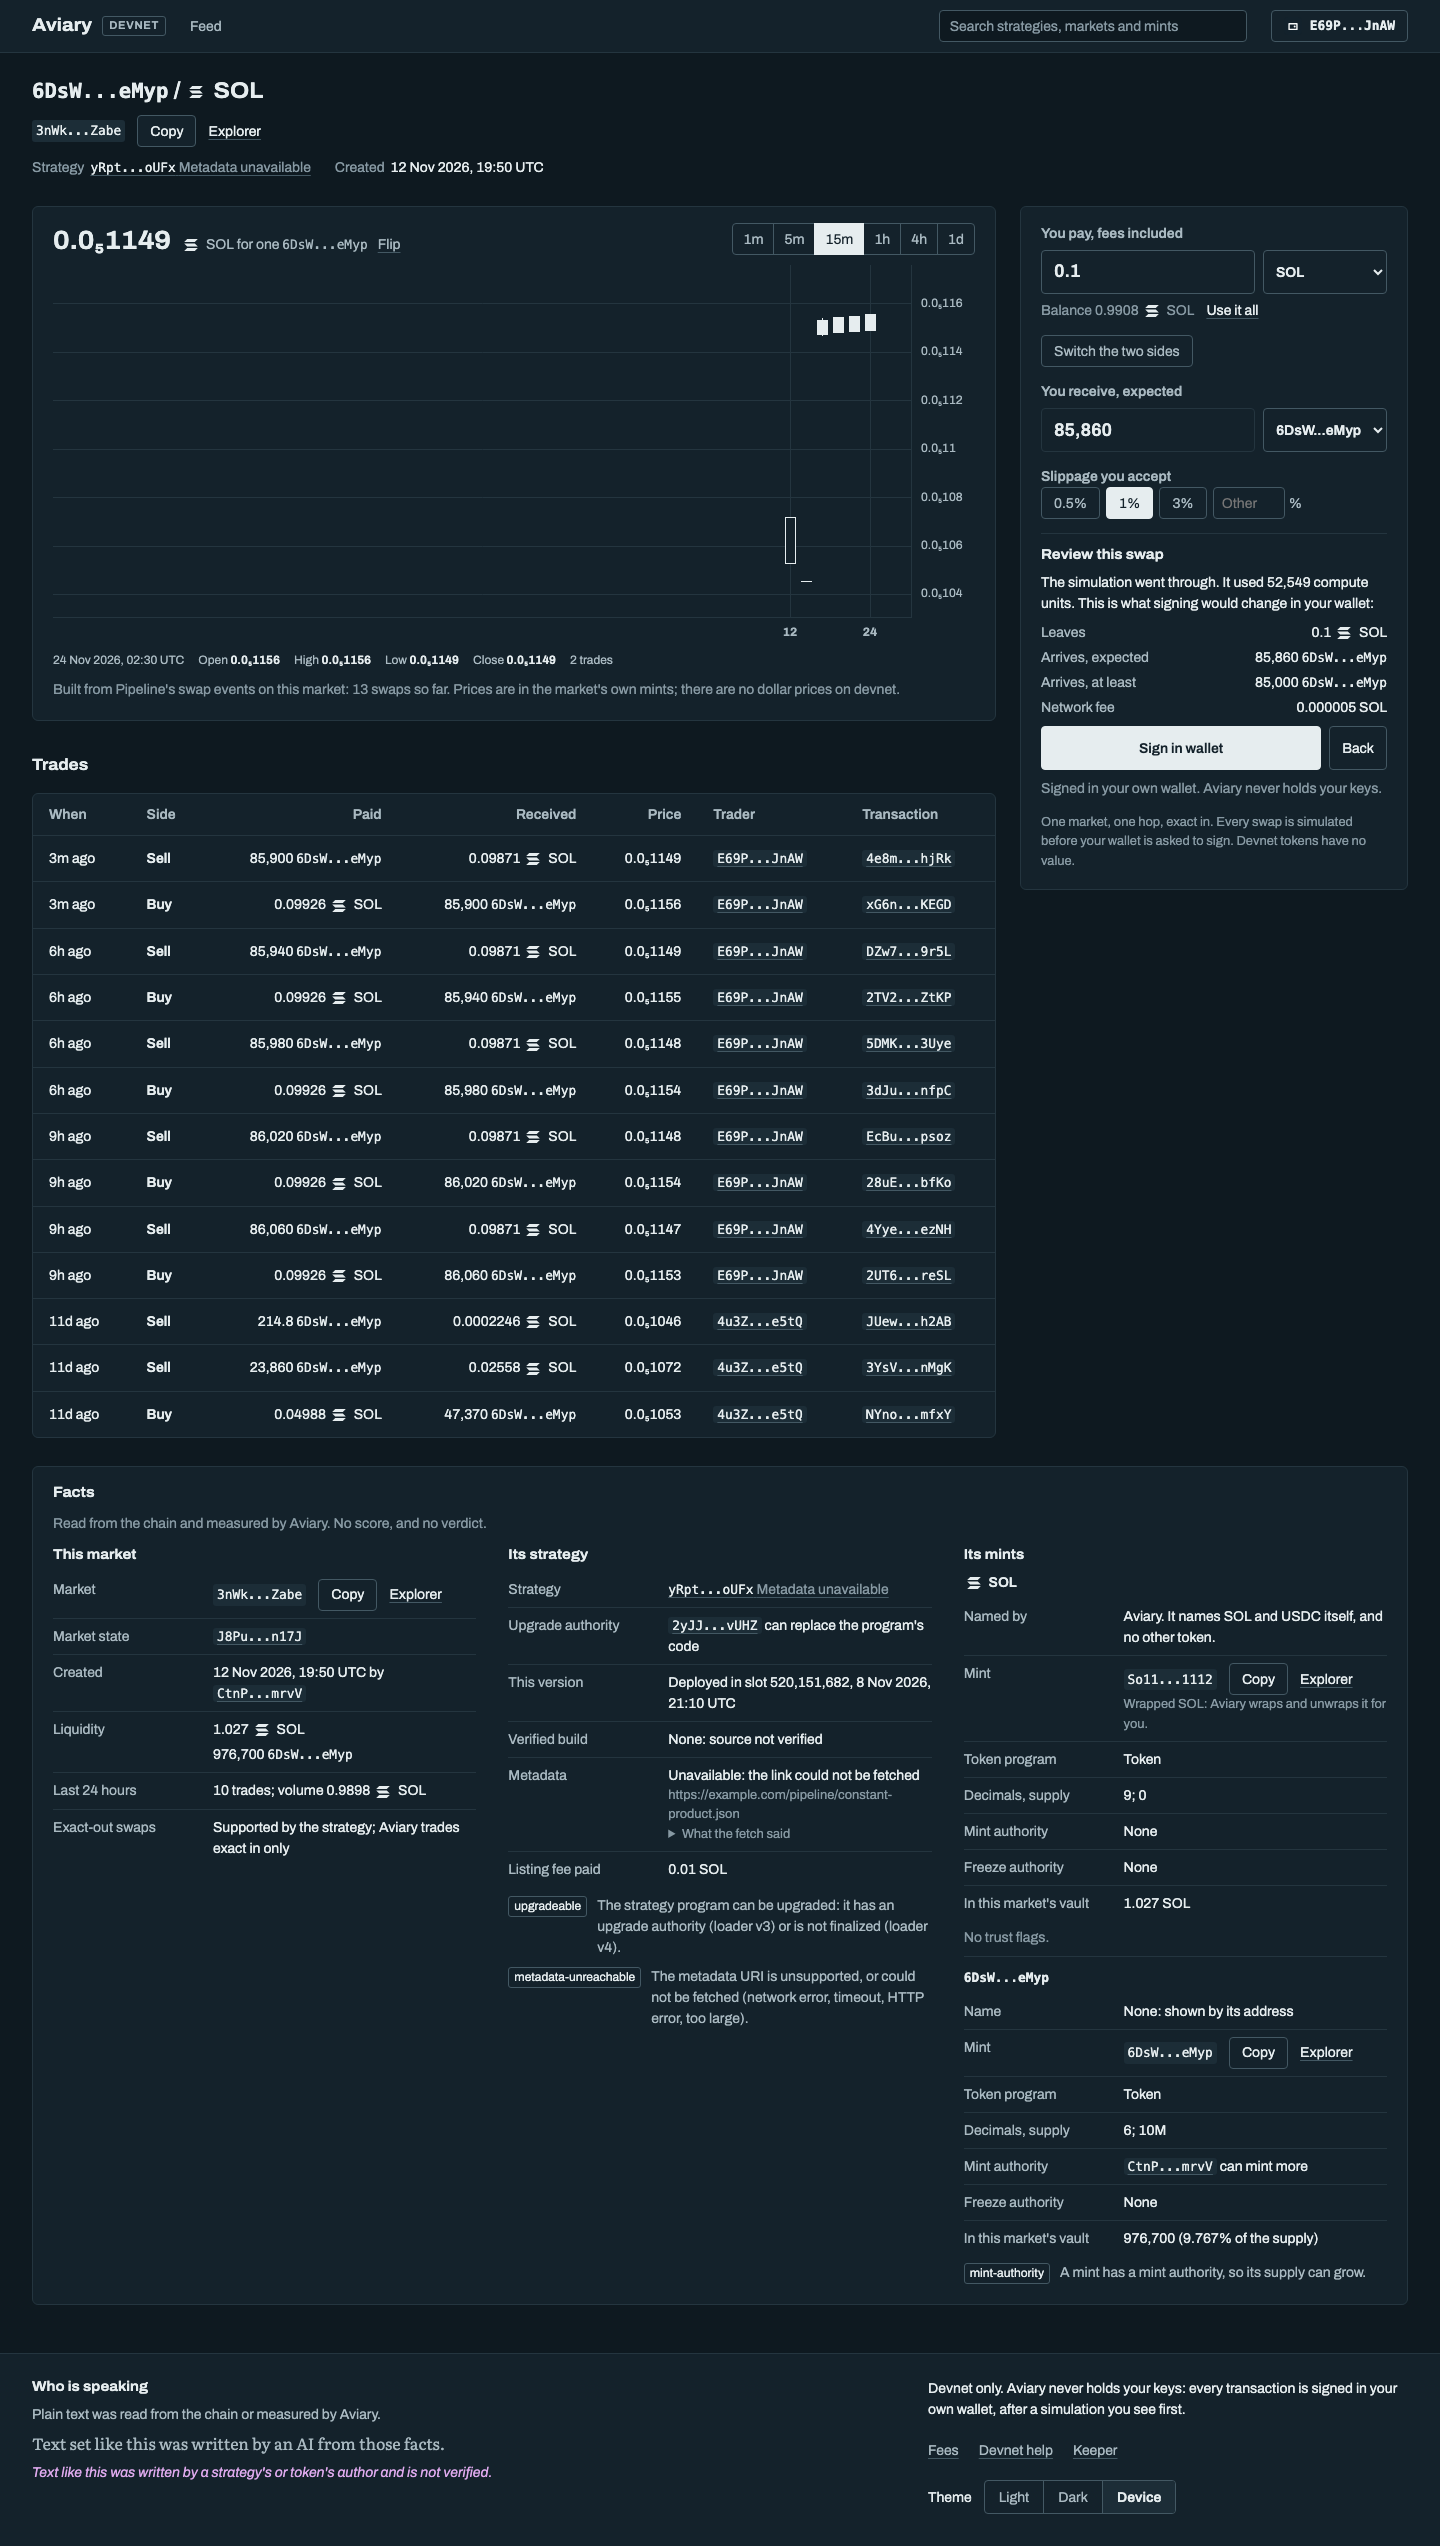 Aviary DEVNET Feed Search strategies, markets and mints E69P...JnAW
6DsW...eMyp / SOL
3nWk...Zabe Copy Explorer
Strategy yRpt...oUFx Metadata unavailable Created 12 Nov 2026, 19:50 UTC
0.0₅1149 SOL for one 6DsW...eMyp Flip
1m 5m 15m 1h 4h 1d
0.0₅116
0.0₅114
0.0₅112
0.0₅11
0.0₅108
0.0₅106
0.0₅104
12 24
24 Nov 2026, 02:30 UTC Open 0.0₅1156 High 0.0₅1156 Low 0.0₅1149 Close 0.0₅1149 2 trades
Built from Pipeline's swap events on this market: 13 swaps so far. Prices are in the market's own mints; there are no dollar prices on devnet.
You pay, fees included
0.1 SOL
Balance 0.9908 SOL Use it all
Switch the two sides
You receive, expected
85,860 6DsW...eMyp
Slippage you accept
0.5% 1% 3% Other %
Review this swap
The simulation went through. It used 52,549 compute
units. This is what signing would change in your wallet:
Leaves 0.1 SOL
Arrives, expected 85,860 6DsW...eMyp
Arrives, at least 85,000 6DsW...eMyp
Network fee 0.000005 SOL
Sign in wallet Back
Signed in your own wallet. Aviary never holds your keys.
One market, one hop, exact in. Every swap is simulated
before your wallet is asked to sign. Devnet tokens have no
value.
Trades
When Side Paid Received Price Trader Transaction
3m ago Sell 85,900 6DsW...eMyp 0.09871 SOL 0.0₅1149 E69P...JnAW 4e8m...hjRk
3m ago Buy 0.09926 SOL 85,900 6DsW...eMyp 0.0₅1156 E69P...JnAW xG6n...KEGD
6h ago Sell 85,940 6DsW...eMyp 0.09871 SOL 0.0₅1149 E69P...JnAW DZw7...9r5L
6h ago Buy 0.09926 SOL 85,940 6DsW...eMyp 0.0₅1155 E69P...JnAW 2TV2...ZtKP
6h ago Sell 85,980 6DsW...eMyp 0.09871 SOL 0.0₅1148 E69P...JnAW 5DMK...3Uye
6h ago Buy 0.09926 SOL 85,980 6DsW...eMyp 0.0₅1154 E69P...JnAW 3dJu...nfpC
9h ago Sell 86,020 6DsW...eMyp 0.09871 SOL 0.0₅1148 E69P...JnAW EcBu...psoz
9h ago Buy 0.09926 SOL 86,020 6DsW...eMyp 0.0₅1154 E69P...JnAW 28uE...bfKo
9h ago Sell 86,060 6DsW...eMyp 0.09871 SOL 0.0₅1147 E69P...JnAW 4Yye...ezNH
9h ago Buy 0.09926 SOL 86,060 6DsW...eMyp 0.0₅1153 E69P...JnAW 2UT6...reSL
11d ago Sell 214.8 6DsW...eMyp 0.0002246 SOL 0.0₅1046 4u3Z...e5tQ JUew...h2AB
11d ago Sell 23,860 6DsW...eMyp 0.02558 SOL 0.0₅1072 4u3Z...e5tQ 3YsV...nMgK
11d ago Buy 0.04988 SOL 47,370 6DsW...eMyp 0.0₅1053 4u3Z...e5tQ NYno...mfxY
Facts
Read from the chain and measured by Aviary. No score, and no verdict.
This market
Market 3nWk...Zabe Copy Explorer
Market state J8Pu...n17J
Created 12 Nov 2026, 19:50 UTC by
CtnP...mrvV
Liquidity 1.027 SOL
976,700 6DsW...eMyp
Last 24 hours 10 trades; volume 0.9898 SOL
Exact-out swaps Supported by the strategy; Aviary trades
exact in only
Its strategy
Strategy yRpt...oUFx Metadata unavailable
Upgrade authority 2yJJ...vUHZ can replace the program's
code
This version Deployed in slot 520,151,682, 8 Nov 2026,
21:10 UTC
Verified build None: source not verified
Metadata Unavailable: the link could not be fetched
https://example.com/pipeline/constant-
product.json
▶ What the fetch said
Listing fee paid 0.01 SOL
upgradeable The strategy program can be upgraded: it has an
upgrade authority (loader v3) or is not finalized (loader
v4).
metadata-unreachable The metadata URI is unsupported, or could
not be fetched (network error, timeout, HTTP
error, too large).
Its mints
SOL
Named by Aviary. It names SOL and USDC itself, and
no other token.
Mint So11...1112 Copy Explorer
Wrapped SOL: Aviary wraps and unwraps it for
you.
Token program Token
Decimals, supply 9; 0
Mint authority None
Freeze authority None
In this market's vault 1.027 SOL
No trust flags.
6DsW...eMyp
Name None: shown by its address
Mint 6DsW...eMyp Copy Explorer
Token program Token
Decimals, supply 6; 10M
Mint authority CtnP...mrvV can mint more
Freeze authority None
In this market's vault 976,700 (9.767% of the supply)
mint-authority A mint has a mint authority, so its supply can grow.
Who is speaking
Plain text was read from the chain or measured by Aviary.
Text set like this was written by an AI from those facts.
Text like this was written by a strategy's or token's author and is not verified.
Devnet only. Aviary never holds your keys: every transaction is signed in your
own wallet, after a simulation you see first.
Fees Devnet help Keeper
Theme Light Dark Device